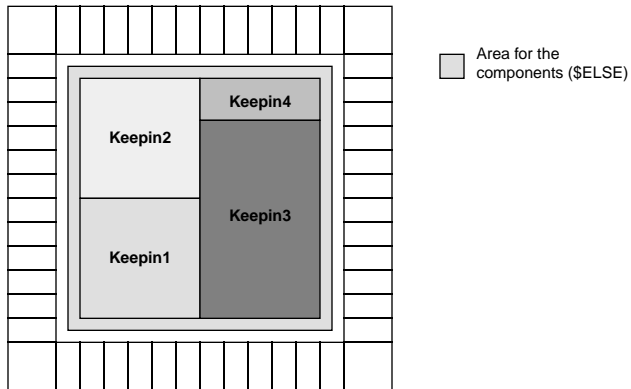 Area for the
components ($ELSE)
Keepin4
Keepin2
Keepin3
Keepin1